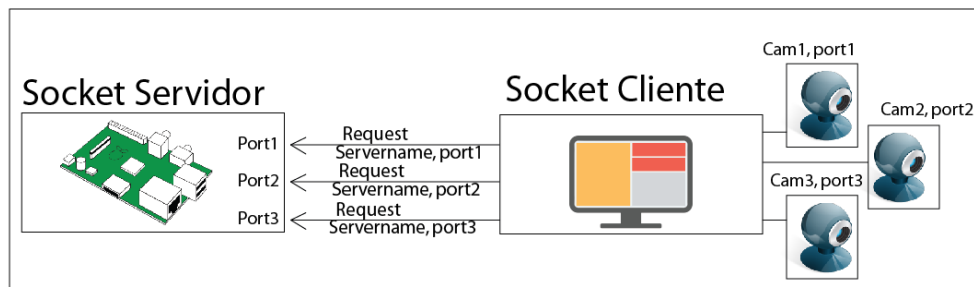 Socket Servidor
Port1
Port2
Port3
Request
Servername, port1
Request
Servername, port2
Request
Servername, port3
Socket Cliente
Cam1, port1
Cam2, port2
Cam3, port3